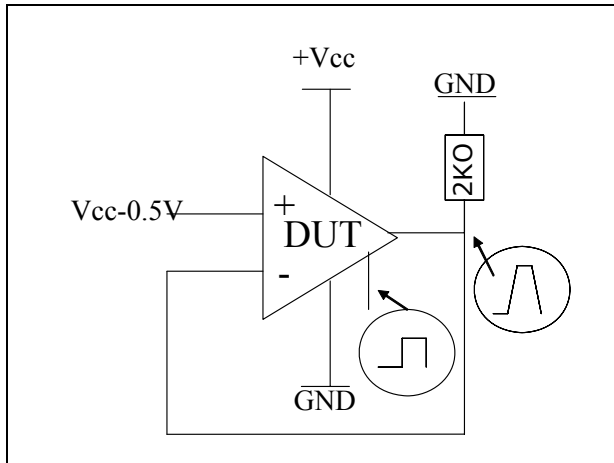 +Vcc
GND
2KO
Vcc-0.5V
+
DUT
-
GND